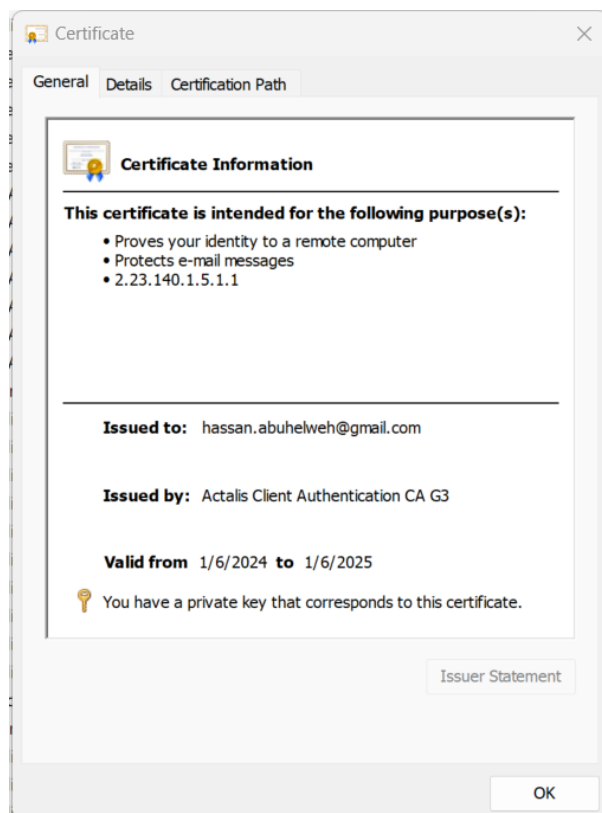 Certificate
General Details Certification Path
Certificate Information
This certificate is intended for the following purpose(s):
• Proves your identity to a remote computer
• Protects e-mail messages
• 2.23.140.1.5.1.1
Issued to: hassan.abuhelweh@gmail.com
Issued by: Actalis Client Authentication CA G3
Valid from 1/6/2024 to 1/6/2025
You have a private key that corresponds to this certificate.
Issuer Statement
OK